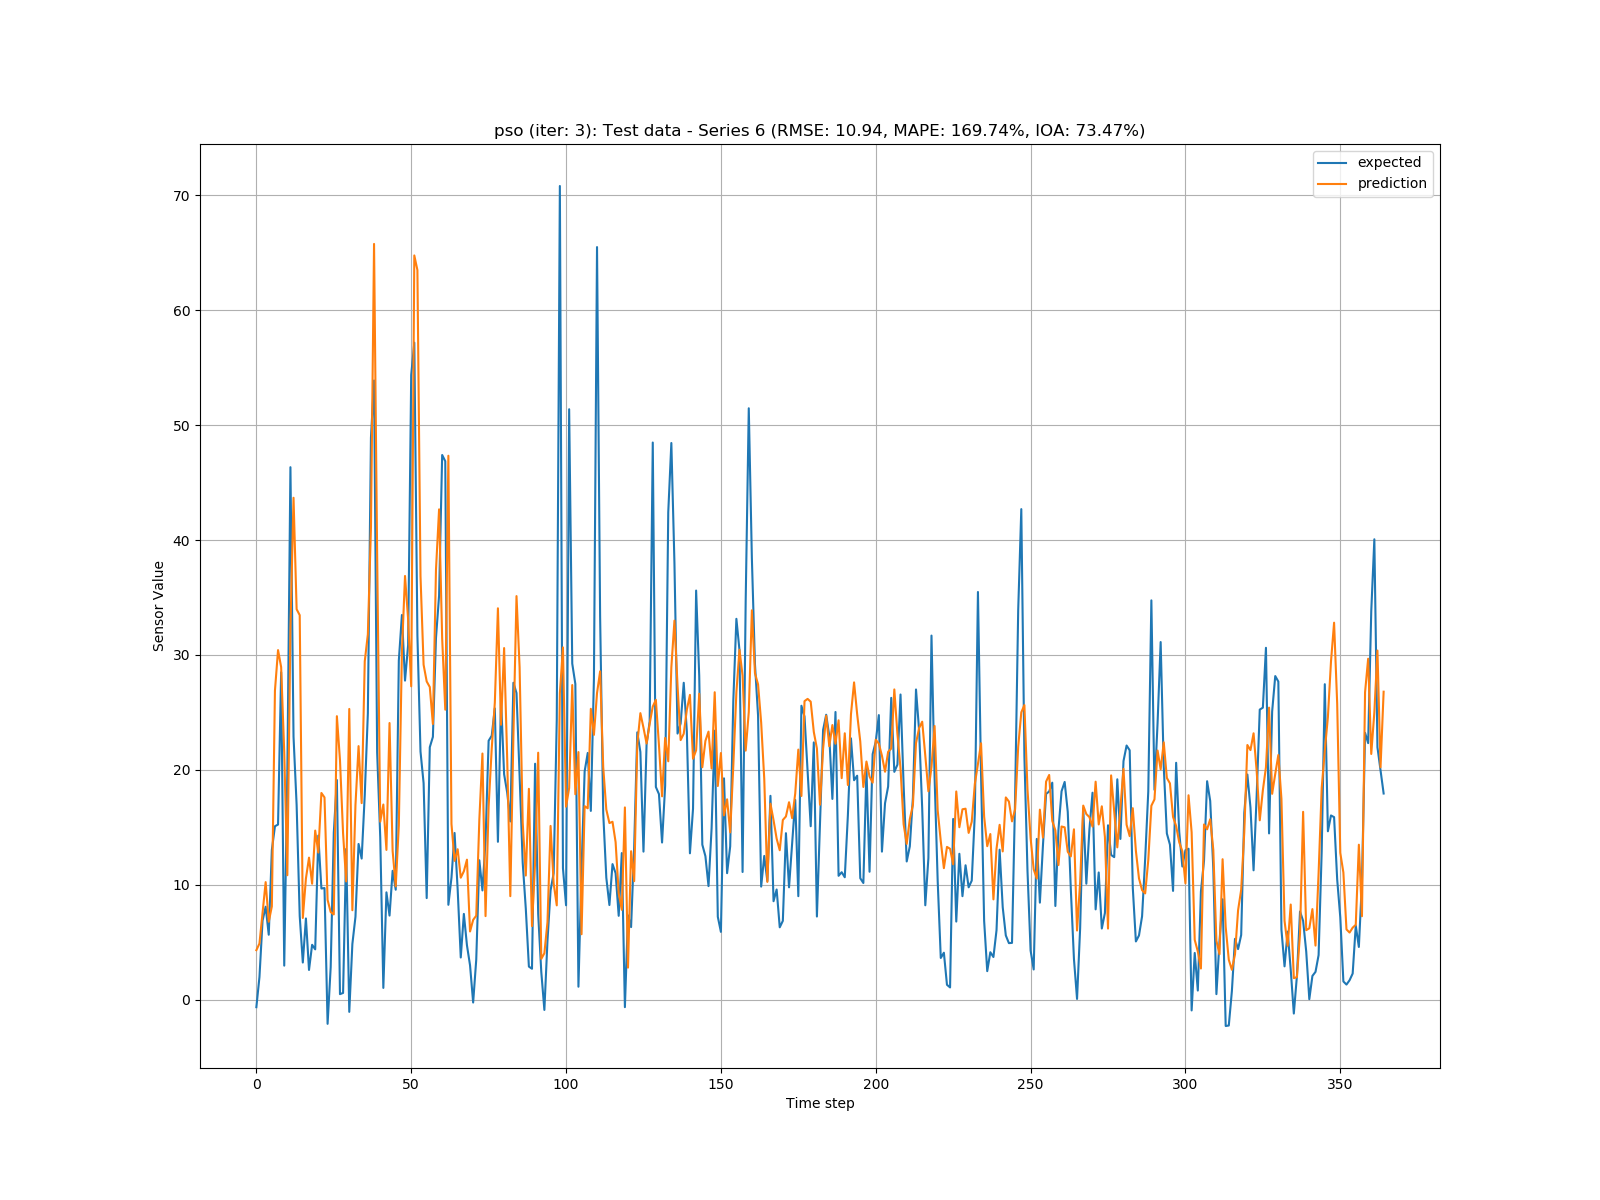 pso (iter: 3): Test data - Series 6 (RMSE: 10.94, MAPE: 169.74%, IOA: 73.47%)
expected
prediction
70
60
50
40
30
20
10
0
Sensor Value
0 50 100 150 200 250 300 350
Time step